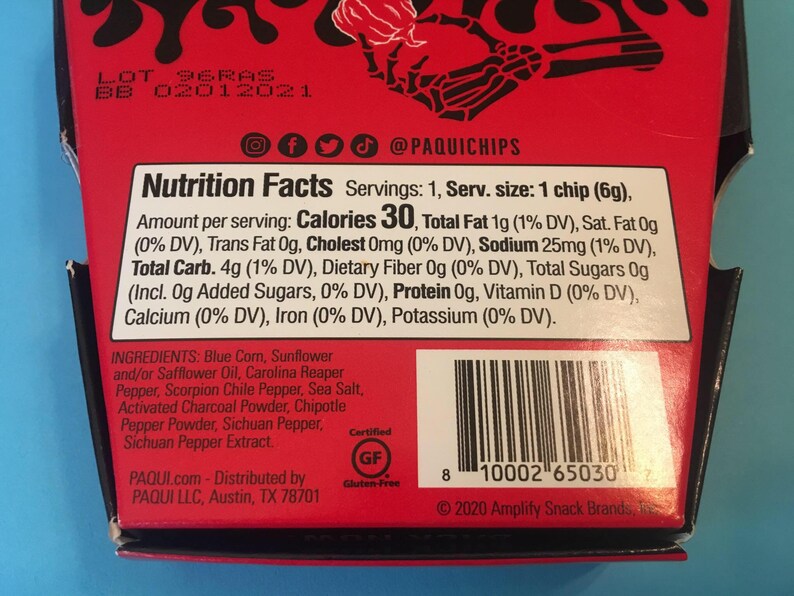 LOT 96RAS
BB 02012021
@PAQUICHIPS
Nutrition Facts Servings: 1, Serv. size: 1 chip (6g),
Amount per serving: Calories 30, Total Fat 1g (1% DV), Sat. Fat 0g
(0% DV), Trans Fat 0g, Cholest 0mg (0% DV), Sodium 25mg (1% DV),
Total Carb. 4g (1% DV), Dietary Fiber 0g (0% DV), Total Sugars 0g
(Incl. 0g Added Sugars, 0% DV), Protein 0g, Vitamin D (0% DV),
Calcium (0% DV), Iron (0% DV), Potassium (0% DV).
INGREDIENTS: Blue Corn, Sunflower
and/or Safflower Oil, Carolina Reaper
Pepper, Scorpion Chile Pepper, Sea Salt,
Activated Charcoal Powder, Chipotle
Pepper Powder, Sichuan Pepper,
Sichuan Pepper Extract.
PAQUI.com - Distributed by
PAQUI LLC, Austin, TX 78701
Certified
GF
Gluten-Free
8 10002 65030 7
© 2020 Amplify Snack Brands,